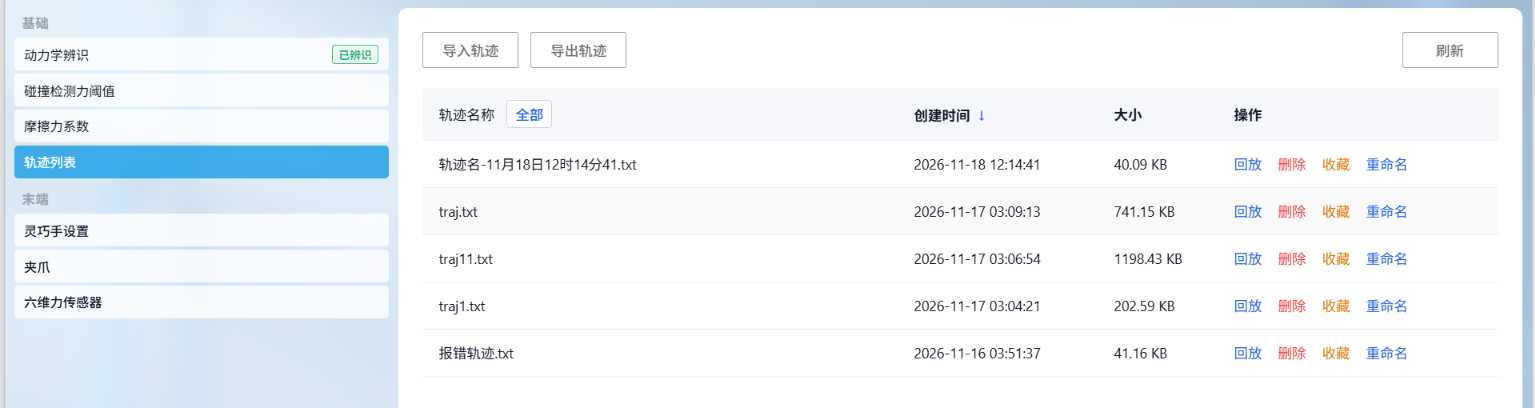 基础
动力学辨识 已辨识
碰撞检测力阈值
摩擦力系数
轨迹列表
末端
灵巧手设置
夹爪
六维力传感器
导入轨迹 导出轨迹 刷新
轨迹名称 全部 创建时间 ↓ 大小 操作
轨迹名-11月18日12时14分41.txt 2026-11-18 12:14:41 40.09 KB 回放 删除 收藏 重命名
traj.txt 2026-11-17 03:09:13 741.15 KB 回放 删除 收藏 重命名
traj11.txt 2026-11-17 03:06:54 1198.43 KB 回放 删除 收藏 重命名
traj1.txt 2026-11-17 03:04:21 202.59 KB 回放 删除 收藏 重命名
报错轨迹.txt 2026-11-16 03:51:37 41.16 KB 回放 删除 收藏 重命名